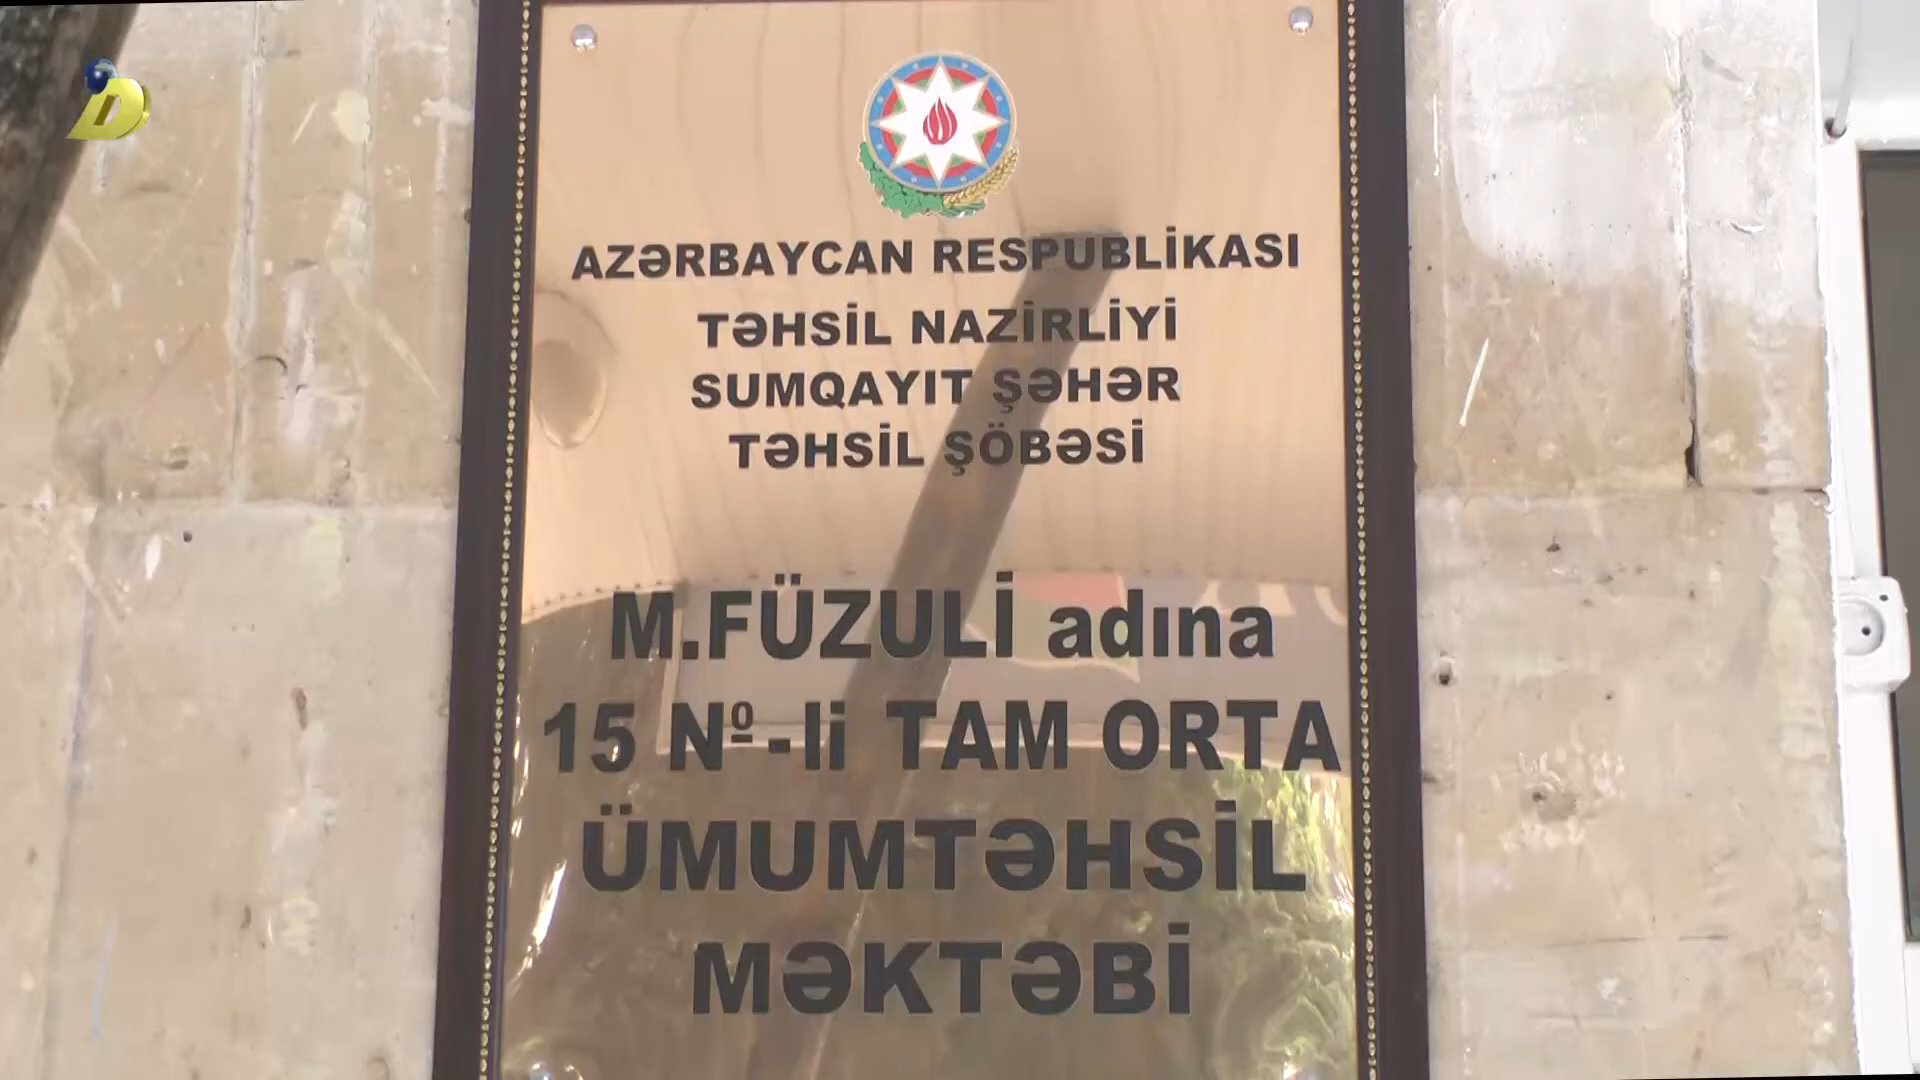 AZƏRBAYCAN RESPUBLİKASI
TƏHSİL NAZİRLİYİ
SUMQAYIT ŞƏHƏR
TƏHSİL ŞÖBƏSİ
M.FÜZULİ adına
15 Nº-li TAM ORTA
ÜMUMTƏHSİL
MƏKTƏBİ